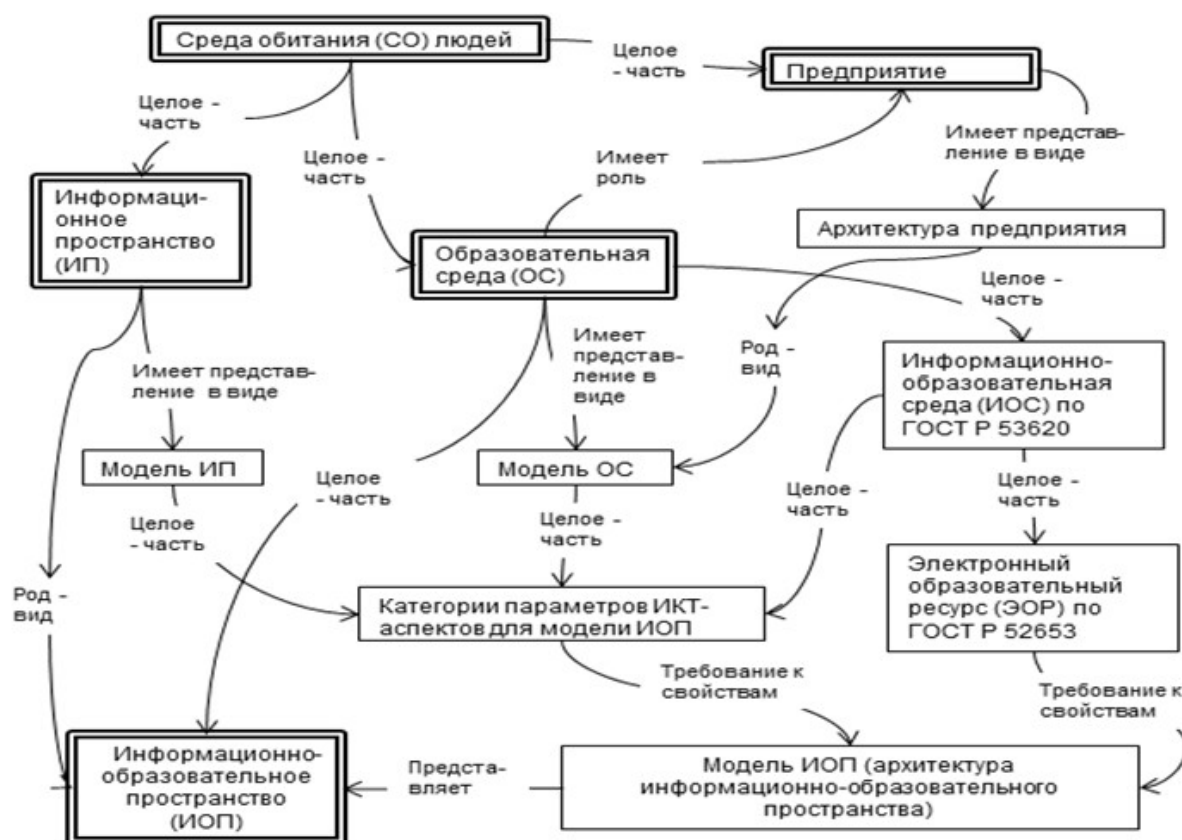 Среда обитания (СО) людей
Целое
- часть
Предприятие
Целое -
часть
Целое -
часть
Имеет
роль
Имеет представ-
ление в виде
Информаци-
онное
пространство
(ИП)
Архитектура предприятия
Образовательная
среда (ОС)
Целое -
часть
Имеет представ-
ление в виде
Имеет
представ-
ление в
виде
Род -
вид
Информационно-
образовательная
среда (ИОС) по
ГОСТ Р 53620
Модель ИП
Целое
- часть
Модель ОС
Целое -
часть
Целое -
часть
Целое
- часть
Целое -
часть
Электронный
образовательный
ресурс (ЭОР) по
ГОСТ Р 52653
Род -
вид
Категории параметров ИКТ-
аспектов для модели ИОП
Требование к
свойствам
Требование к
свойствам
Информационно-
образовательное
пространство
(ИОП)
Представ-
ляет
Модель ИОП (архитектура
информационно-образовательного
пространства)